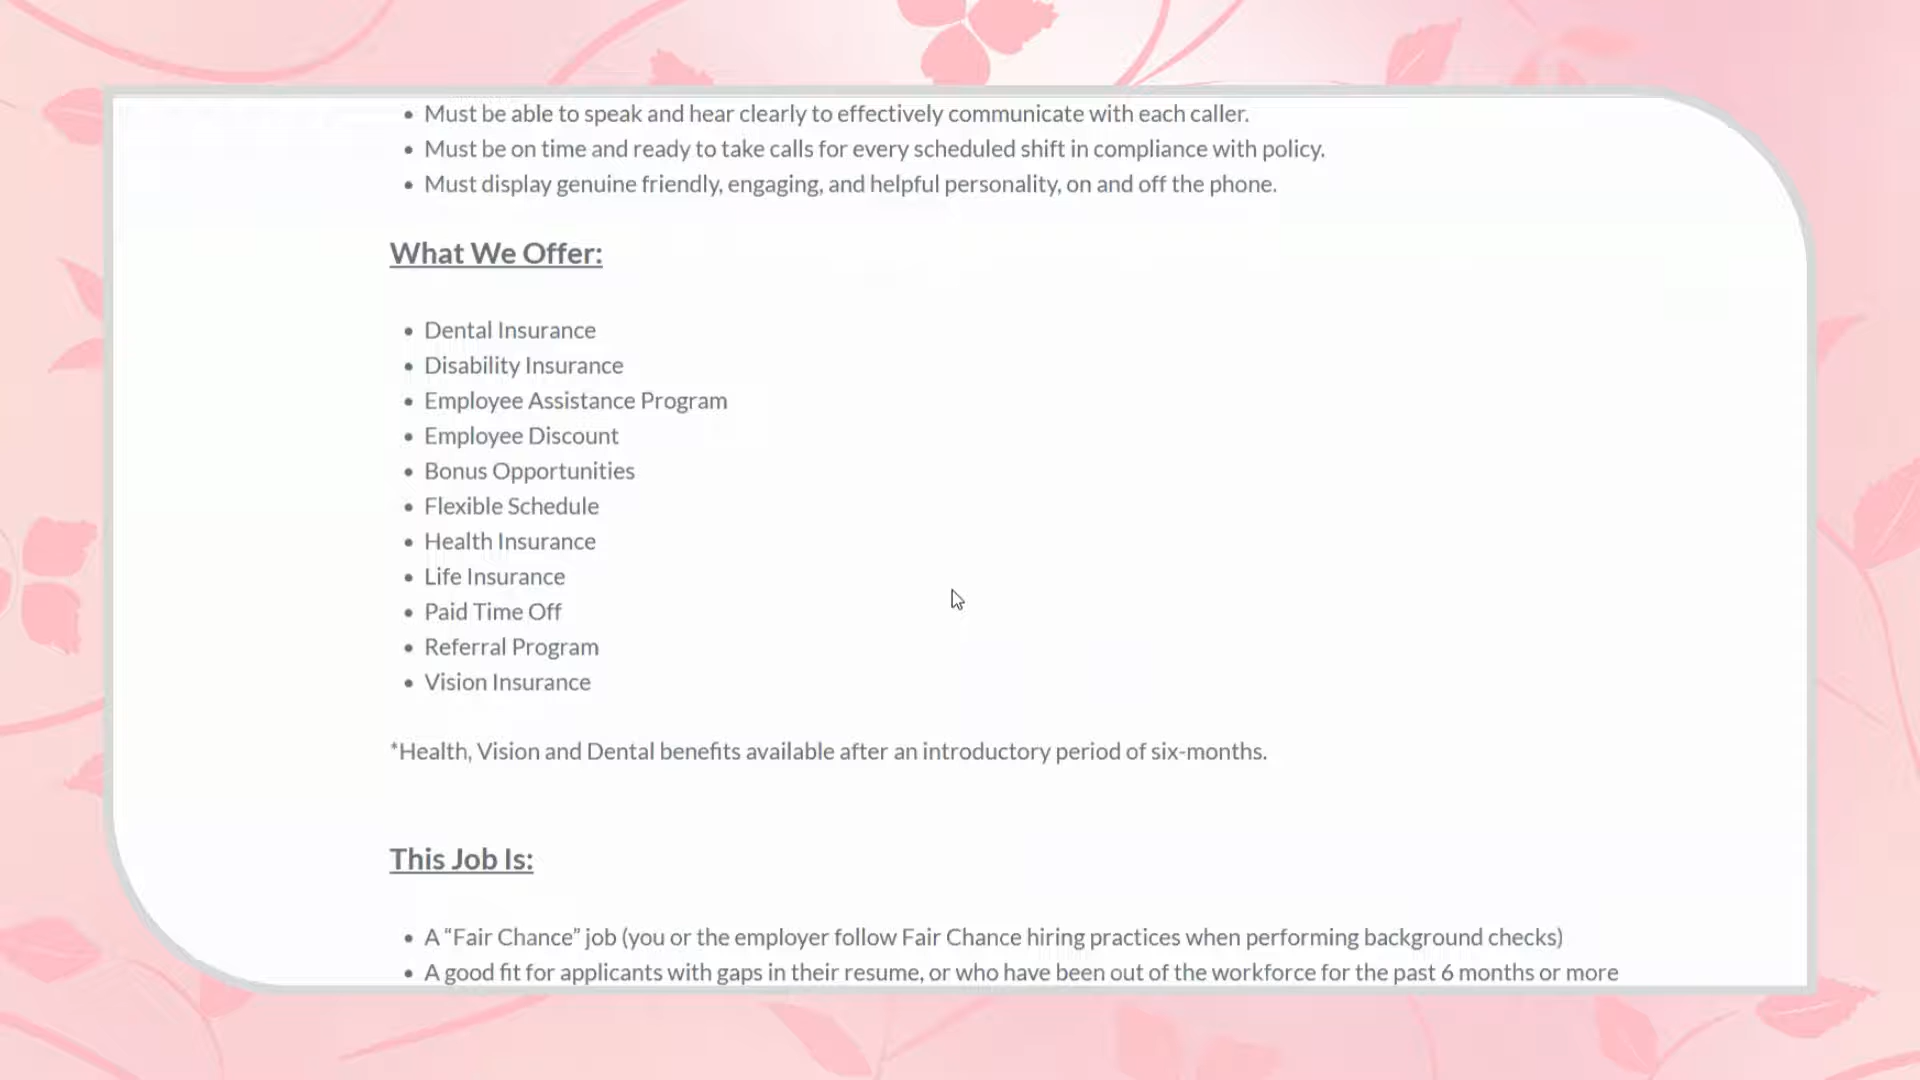 Must be able to speak and hear clearly to effectively communicate with each caller.
Must be on time and ready to take calls for every scheduled shift in compliance with policy.
Must display genuine friendly, engaging, and helpful personality, on and off the phone.
What We Offer:
Dental Insurance
Disability Insurance
Employee Assistance Program
Employee Discount
Bonus Opportunities
Flexible Schedule
Health Insurance
Life Insurance
Paid Time Off
Referral Program
Vision Insurance
*Health, Vision and Dental benefits available after an introductory period of six-months.
This Job Is:
A “Fair Chance” job (you or the employer follow Fair Chance hiring practices when performing background checks)
A good fit for applicants with gaps in their resume, or who have been out of the workforce for the past 6 months or more